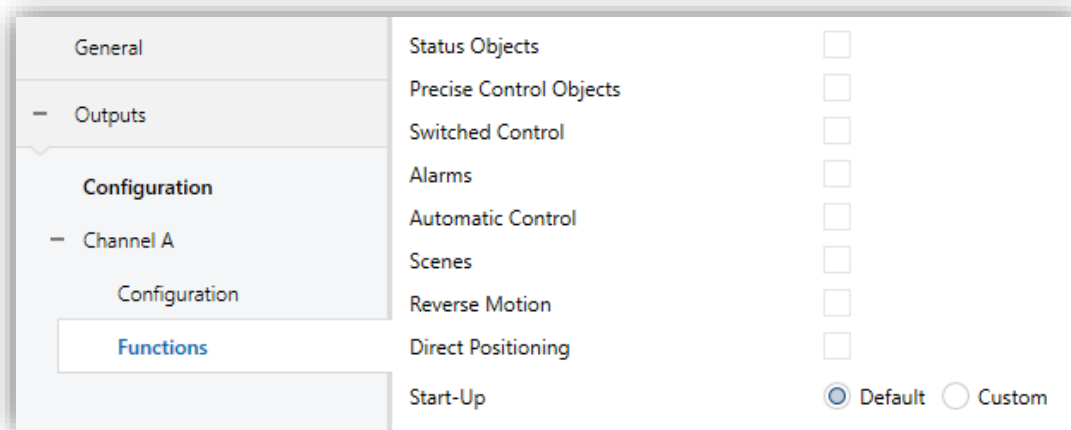 General
Outputs
Configuration
Channel A
Configuration
Functions
Status Objects
Precise Control Objects
Switched Control
Alarms
Automatic Control
Scenes
Reverse Motion
Direct Positioning
Start-Up Default Custom